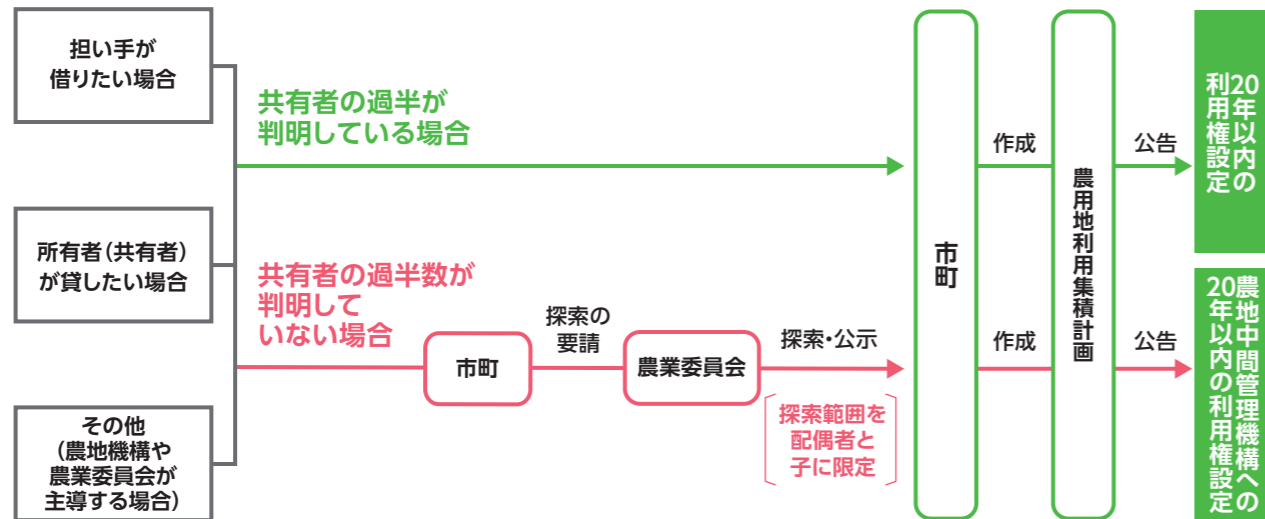 担い手が
借りたい場合
所有者(共有者)
が貸したい場合
その他
(農地機構や
農業委員会が
主導する場合)
共有者の過半が
判明している場合
共有者の過半数が
判明して
いない場合
市町
探索の
要請
農業委員会
探索・公示
探索範囲を
配偶者と
子に限定
市町
作成
作成
農用地利用集積計画
公告
公告
20年以内の
利用権設定
農地中間管理機構への
20年以内の利用権設定